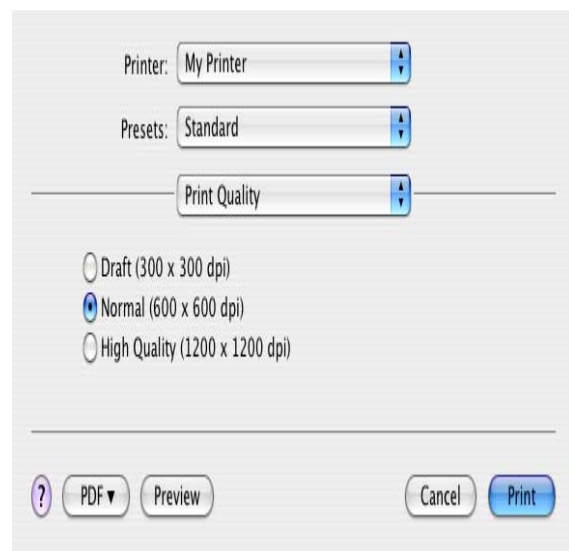 Printer: My Printer
Presets: Standard
Print Quality
Draft (300 x 300 dpi)
Normal (600 x 600 dpi)
High Quality (1200 x 1200 dpi)
? PDF▼ Preview Cancel Print